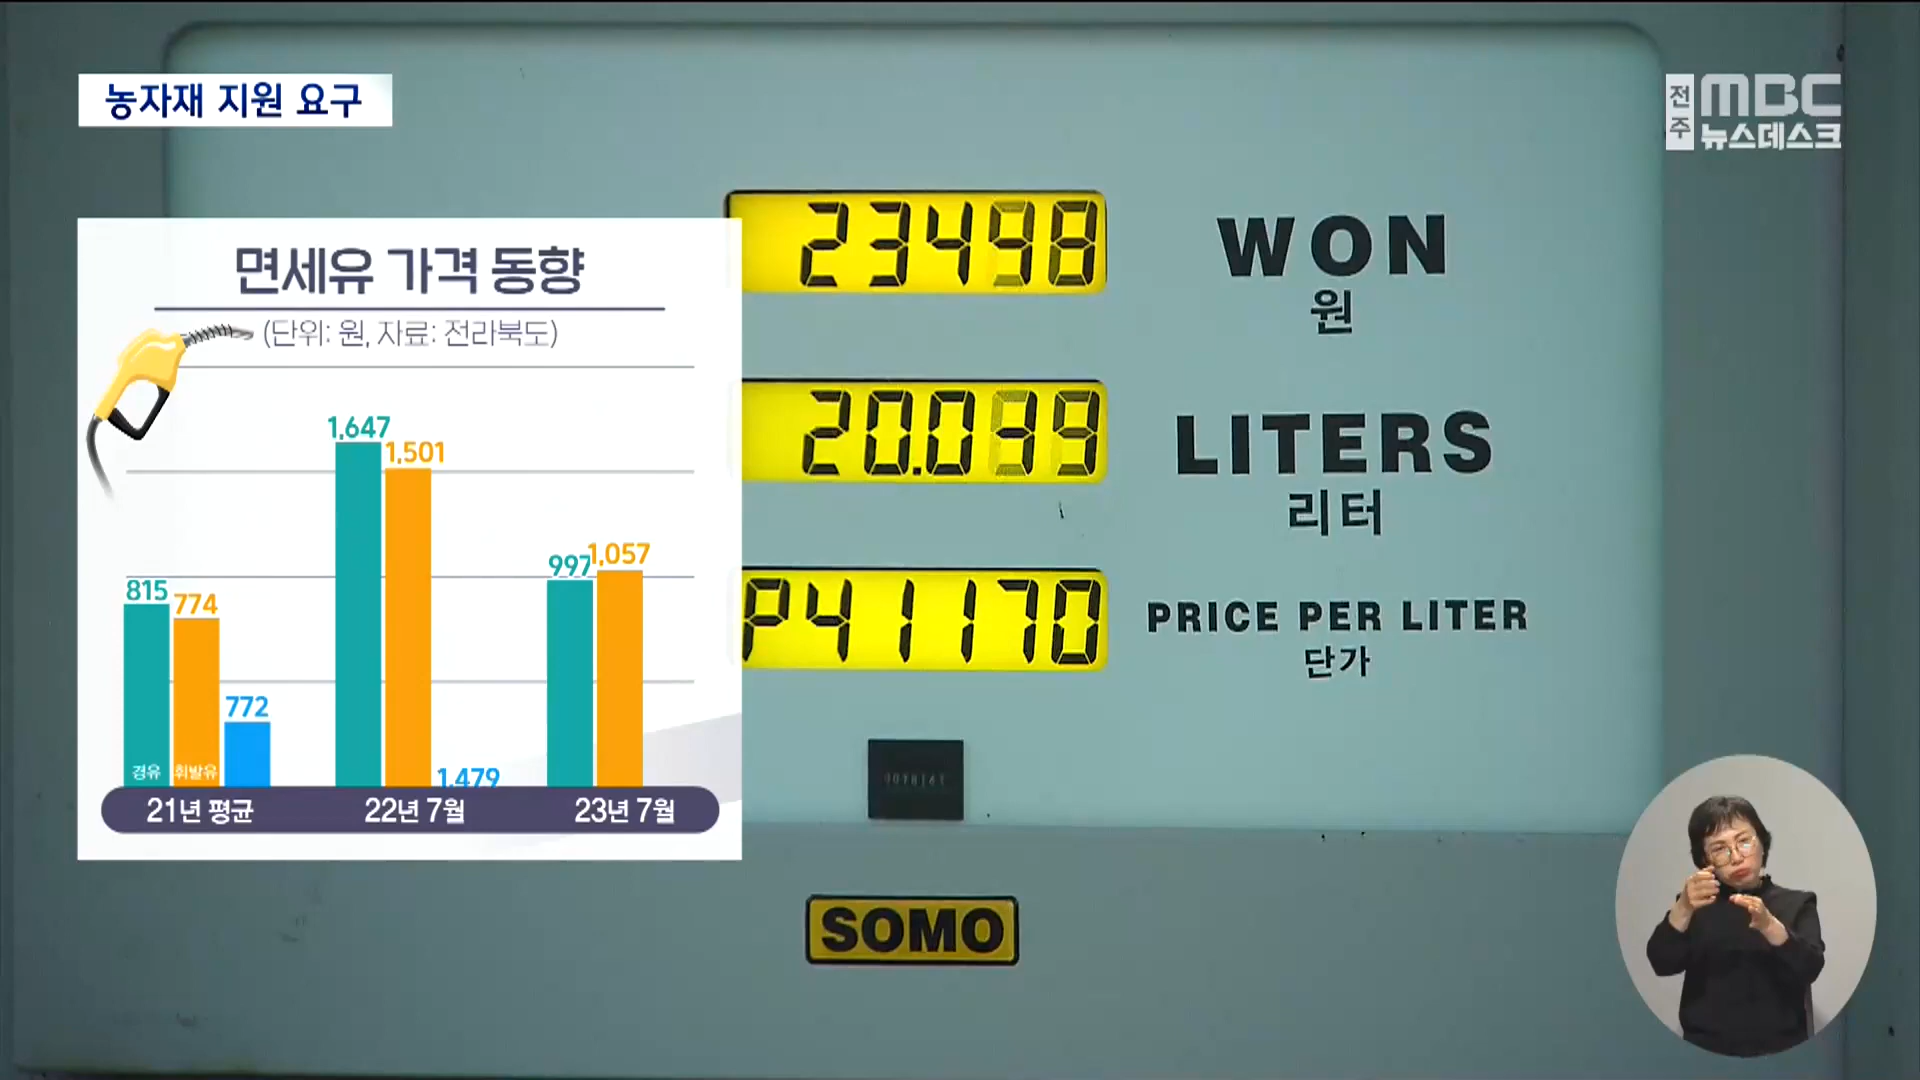 농자재 지원 요구
전주
MBC
뉴스데스크
면세유 가격 동향
(단위: 원, 자료: 전라북도)
815
774
772
경유
휘발유
1,647
1,501
1,479
997
1,057
21년 평균
22년 7월
23년 7월
WON
원
20.039
LITERS
리터
P41170
PRICE PER LITER
단가
SOMO